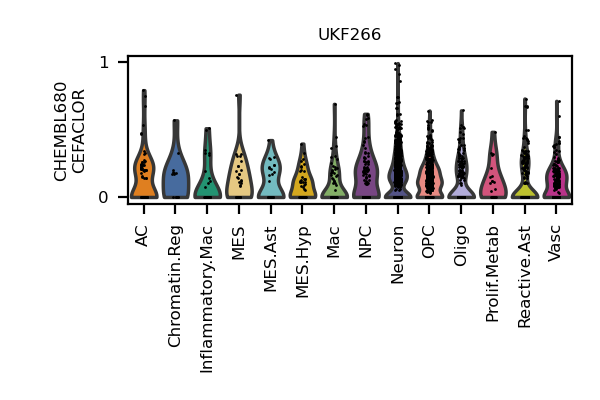 UKF266
CHEMBL680
CEFACLOR
1
0
AC
Chromatin.Reg
Inflammatory.Mac
MES
MES.Ast
MES.Hyp
Mac
NPC
Neuron
OPC
Oligo
Prolif.Metab
Reactive.Ast
Vasc